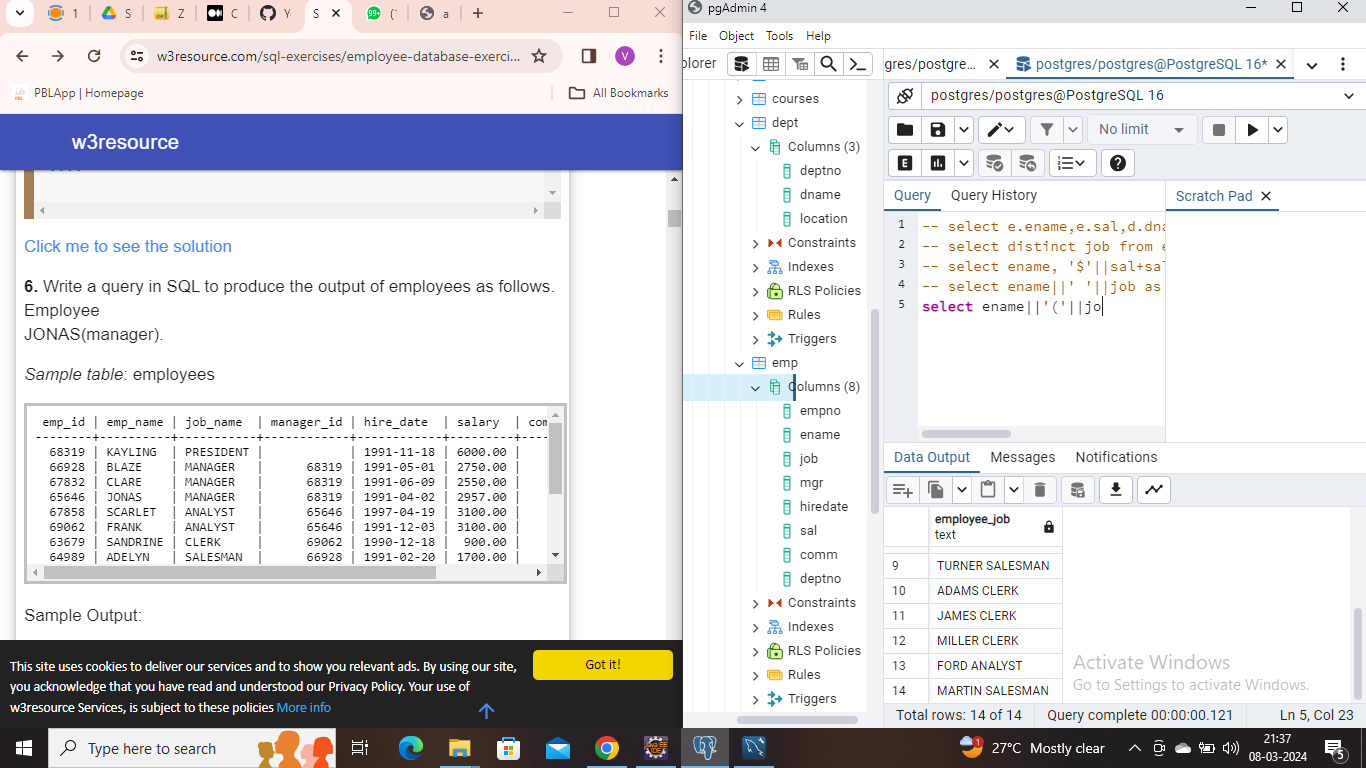 1
S
Z
C
Y
S
99+
('
a
w3resource.com/sql-exercises/employee-database-exerci...
V
PBLApp | Homepage
All Bookmarks
w3resource
Click me to see the solution
6. Write a query in SQL to produce the output of employees as follows.
Employee
JONAS(manager).
Sample table: employees
emp_id | emp_name | job_name | manager_id | hire_date | salary | com
--------+----------+-----------+------------+------------+---------+----
68319 | KAYLING | PRESIDENT | | 1991-11-18 | 6000.00 |
66928 | BLAZE | MANAGER | 68319 | 1991-05-01 | 2750.00 |
67832 | CLARE | MANAGER | 68319 | 1991-06-09 | 2550.00 |
65646 | JONAS | MANAGER | 68319 | 1991-04-02 | 2957.00 |
67858 | SCARLET | ANALYST | 65646 | 1997-04-19 | 3100.00 |
69062 | FRANK | ANALYST | 65646 | 1991-12-03 | 3100.00 |
63679 | SANDRINE | CLERK | 69062 | 1990-12-18 | 900.00 |
64989 | ADELYN | SALESMAN | 66928 | 1991-02-20 | 1700.00 |
Sample Output:
This site uses cookies to deliver our services and to show you relevant ads. By using our site,
you acknowledge that you have read and understood our Privacy Policy. Your use of
w3resource Services, is subject to these policies More info
Got it!
pgAdmin 4
File Object Tools Help
plorer
gres/postgre...
postgres/postgres@PostgreSQL 16*
courses
dept
Columns (3)
deptno
dname
location
Constraints
Indexes
RLS Policies
Rules
Triggers
emp
Columns (8)
empno
ename
job
mgr
hiredate
sal
comm
deptno
Constraints
Indexes
RLS Policies
Rules
Triggers
postgres/postgres@PostgreSQL 16
No limit
E
Query Query History
Scratch Pad
1 -- select e.ename,e.sal,d.dna
2 -- select distinct job from e
3 -- select ename, '$'||sal+sal
4 -- select ename||' '||job as
5 select ename||'('||jo
Data Output Messages Notifications
employee_job
text
9 TURNER SALESMAN
10 ADAMS CLERK
11 JAMES CLERK
12 MILLER CLERK
13 FORD ANALYST
14 MARTIN SALESMAN
Activate Windows
Go to Settings to activate Windows.
Total rows: 14 of 14 Query complete 00:00:00.121 Ln 5, Col 23
Type here to search
Java EE
IDE
1
27°C Mostly clear
21:37
08-03-2024
5